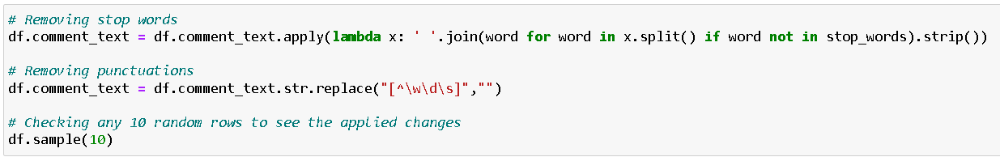 # Removing stop words
df.comment_text = df.comment_text.apply(lambda x: ' '.join(word for word in x.split() if word not in stop_words).strip())
# Removing punctuations
df.comment_text = df.comment_text.str.replace("[^\w\d\s]","")
# Checking any 10 random rows to see the applied changes
df.sample(10)